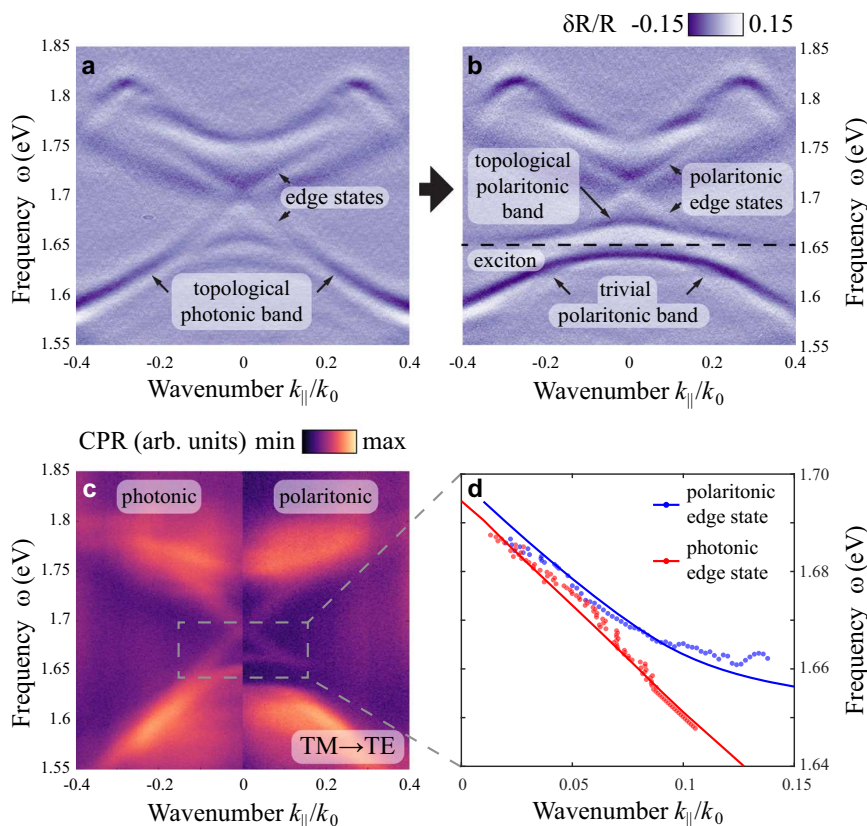 δR/R -0.15 0.15
a
1.85
1.8
1.75
1.7
1.65
1.6
1.55
Frequency ω (eV)
edge states
topological
photonic band
-0.4 -0.2 0 0.2 0.4
Wavenumber k||/k0
b
topological
polaritonic
band
polaritonic
edge states
exciton
trivial
polaritonic band
1.85
1.8
1.75
1.7
1.65
1.6
1.55
Frequency ω (eV)
-0.4 -0.2 0 0.2 0.4
Wavenumber k||/k0
CPR (arb. units) min max
c
photonic
polaritonic
TM→TE
1.85
1.8
1.75
1.7
1.65
1.6
1.55
Frequency ω (eV)
-0.4 -0.2 0 0.2 0.4
Wavenumber k||/k0
d
polaritonic
edge state
photonic
edge state
1.70
1.68
1.66
1.64
Frequency ω (eV)
0 0.05 0.10 0.15
Wavenumber k||/k0